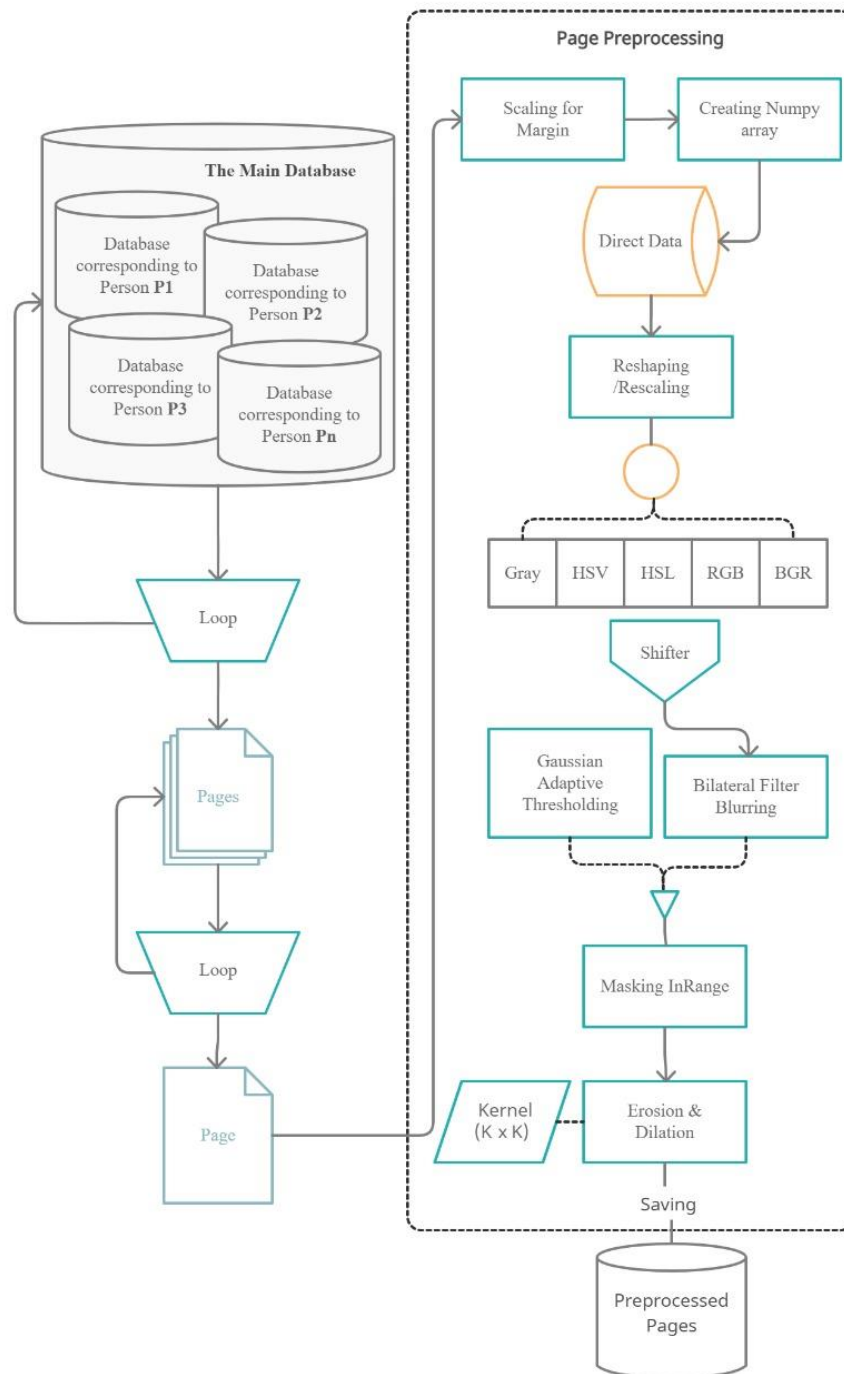 Page Preprocessing
Scaling for
Margin
Creating Numpy
array
The Main Database
Database
corresponding to
Person P1
Database
corresponding to
Person P2
Database
corresponding to
Person P3
Database
corresponding to
Person Pn
Direct Data
Reshaping
/Rescaling
Gray
HSV
HSL
RGB
BGR
Loop
Shifter
Pages
Gaussian
Adaptive
Thresholding
Bilateral Filter
Blurring
Loop
Masking InRange
Page
Kernel
(K x K)
Erosion &
Dilation
Saving
Preprocessed
Pages